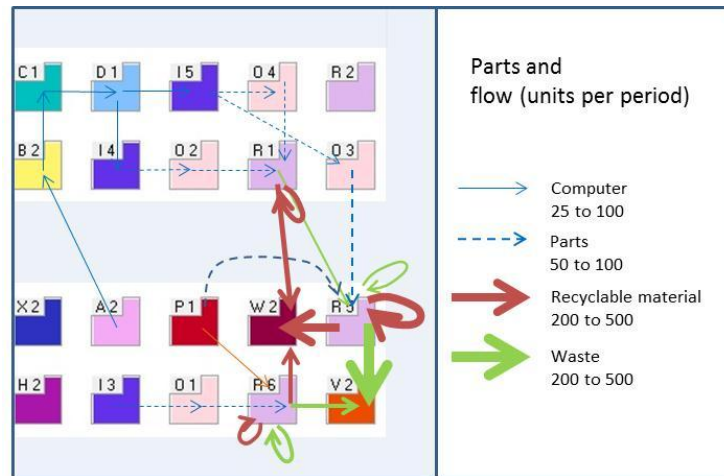 C1 D1 I5 O4 R2
Parts and
flow (units per period)
B2 I4 O2 R1 O3
Computer
25 to 100
Parts
50 to 100
X2 A2 P1 W2 R5
Recyclable material
200 to 500
Waste
200 to 500
H2 I3 O1 R6 V2